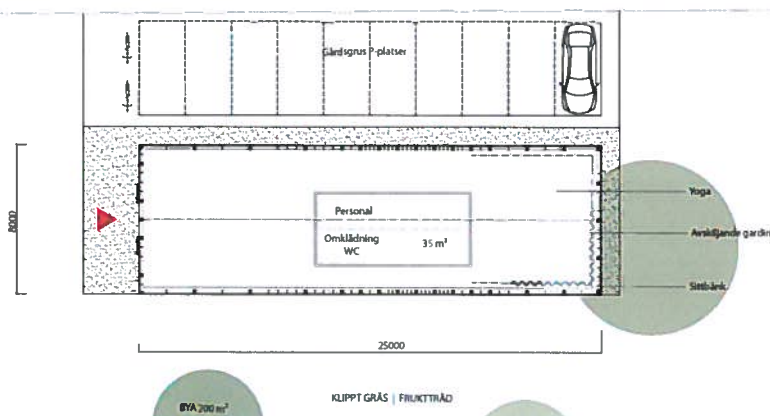 Gårdsgrus P-platser
8000
Yoga
Personal
Avskiljande gardin
Omklädning
WC
35 m²
Sittbänk
25000
KLIPPT GRÄS | FRUKTTRÄD
BYA 200 m²